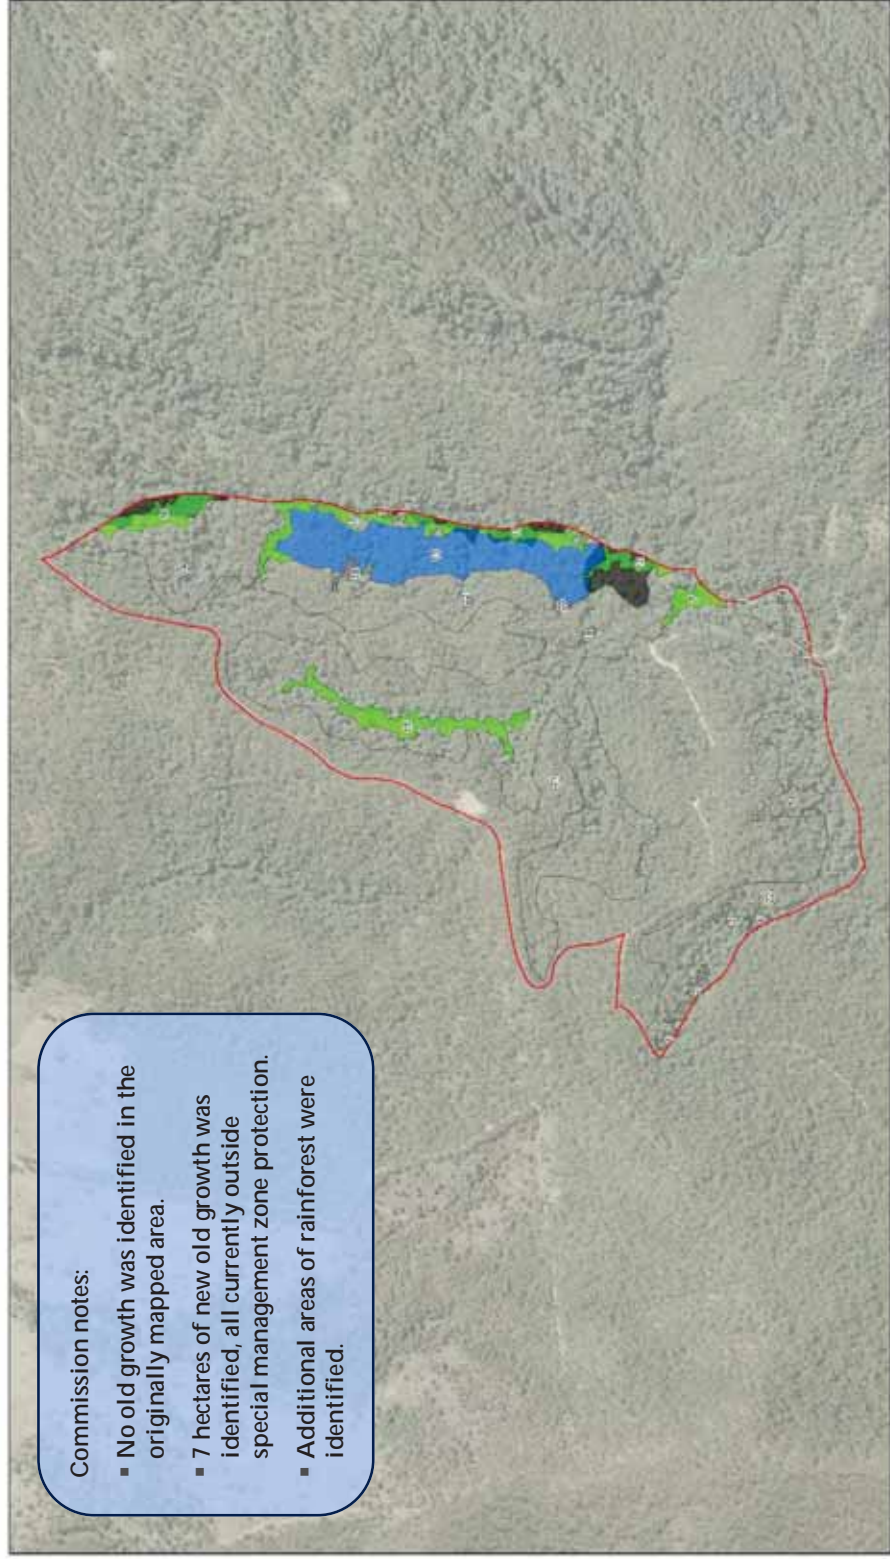 Commission notes:
▪ No old growth was identified in the
originally mapped area.
▪ 7 hectares of new old growth was
identified, all currently outside
special management zone protection.
▪ Additional areas of rainforest were
identified.